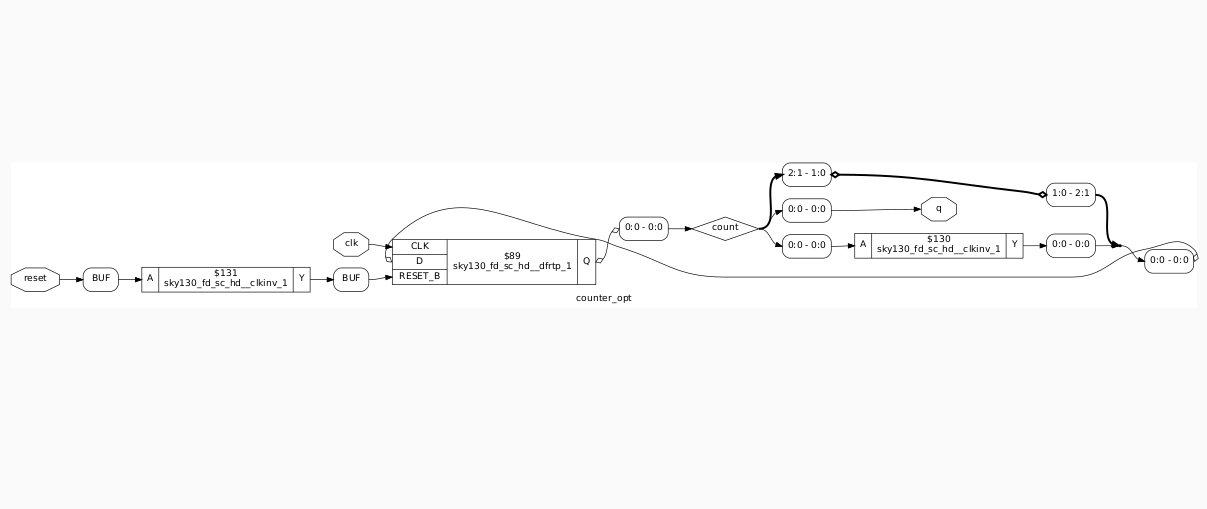 reset
BUF
A
$131
sky130_fd_sc_hd__clkinv_1
Y
BUF
clk
CLK
D
RESET_B
$89
sky130_fd_sc_hd__dfrtp_1
Q
0:0 - 0:0
count
2:1 - 1:0
0:0 - 0:0
q
0:0 - 0:0
A
$130
sky130_fd_sc_hd__clkinv_1
Y
1:0 - 2:1
0:0 - 0:0
0:0 - 0:0
counter_opt